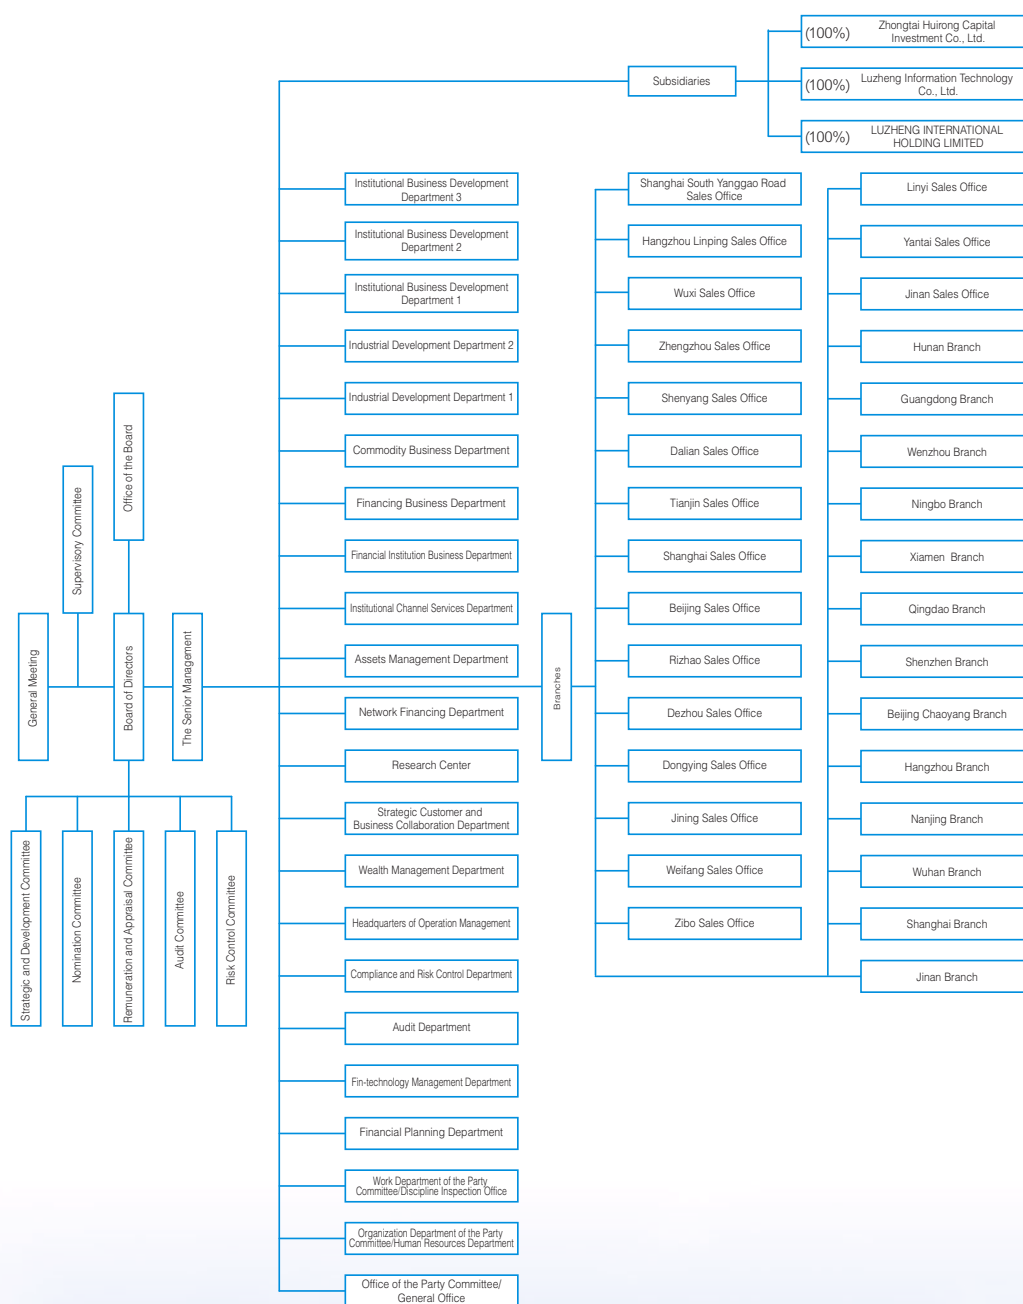 General Meeting
Supervisory Committee
Office of the Board
Board of Directors
The Senior Management
Strategic and Development Committee
Nomination Committee
Remuneration and Appraisal Committee
Audit Committee
Risk Control Committee
Subsidiaries
(100%) Zhongtai Huirong Capital
Investment Co., Ltd.
(100%) Luzheng Information Technology
Co., Ltd.
(100%) LUZHENG INTERNATIONAL
HOLDING LIMITED
Institutional Business Development
Department 3
Institutional Business Development
Department 2
Institutional Business Development
Department 1
Industrial Development Department 2
Industrial Development Department 1
Commodity Business Department
Financing Business Department
Financial Institution Business Department
Institutional Channel Services Department
Assets Management Department
Network Financing Department
Research Center
Strategic Customer and
Business Collaboration Department
Wealth Management Department
Headquarters of Operation Management
Compliance and Risk Control Department
Audit Department
Fin-technology Management Department
Financial Planning Department
Work Department of the Party
Committee/Discipline Inspection Office
Organization Department of the Party
Committee/Human Resources Department
Office of the Party Committee/
General Office
Branches
Shanghai South Yanggao Road
Sales Office
Hangzhou Linping Sales Office
Wuxi Sales Office
Zhengzhou Sales Office
Shenyang Sales Office
Dalian Sales Office
Tianjin Sales Office
Shanghai Sales Office
Beijing Sales Office
Rizhao Sales Office
Dezhou Sales Office
Dongying Sales Office
Jining Sales Office
Weifang Sales Office
Zibo Sales Office
Linyi Sales Office
Yantai Sales Office
Jinan Sales Office
Hunan Branch
Guangdong Branch
Wenzhou Branch
Ningbo Branch
Xiamen Branch
Qingdao Branch
Shenzhen Branch
Beijing Chaoyang Branch
Hangzhou Branch
Nanjing Branch
Wuhan Branch
Shanghai Branch
Jinan Branch